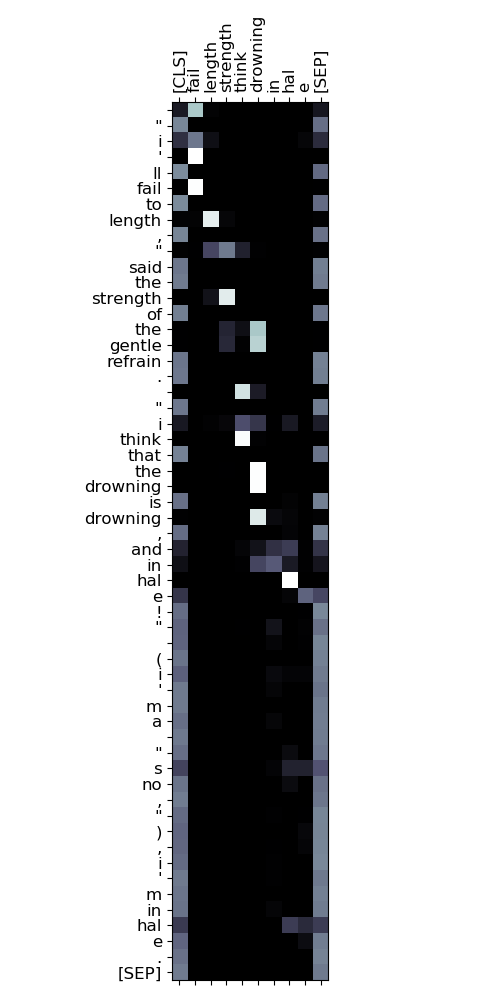 [CLS]
fail
length
strength
think
drowning
in
hal
e
[SEP]
"
i
'
ll
fail
to
length
,
"
said
the
strength
of
the
gentle
refrain
.
"
i
think
that
the
drowning
is
drowning
,
and
in
hal
e
!
"
(
i
'
m
a
"
s
no
,
"
)
,
i
'
m
in
hal
e
.
[SEP]